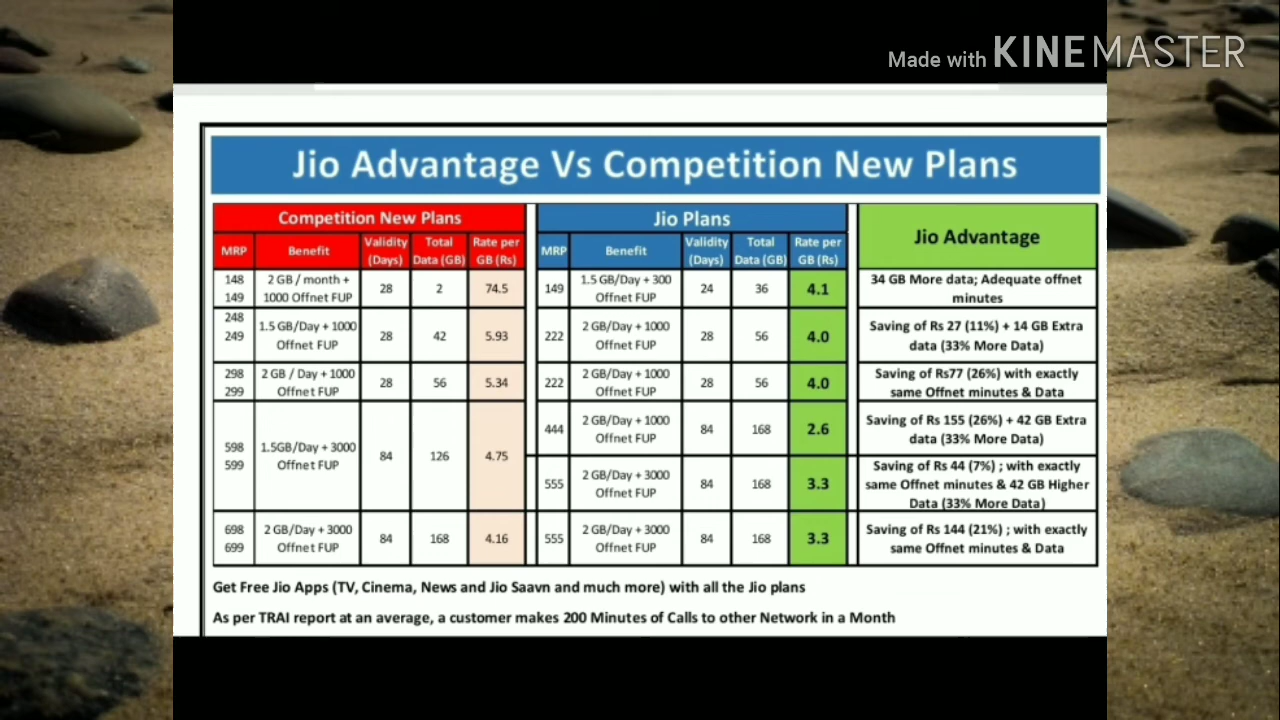 Made with KINEMASTER
Jio Advantage Vs Competition New Plans
Competition New Plans
Jio Plans
Jio Advantage
MRP
Benefit
Validity (Days)
Total Data (GB)
Rate per GB (Rs)
MRP
Benefit
Validity (Days)
Total Data (GB)
Rate per GB (Rs)
148
149
2 GB / month +
1000 Offnet FUP
28
2
74.5
149
1.5 GB/Day + 300
Offnet FUP
24
36
4.1
34 GB More data; Adequate offnet
minutes
248
249
1.5 GB/Day + 1000
Offnet FUP
28
42
5.93
222
2 GB/Day + 1000
Offnet FUP
28
56
4.0
Saving of Rs 27 (11%) + 14 GB Extra
data (33% More Data)
298
299
2 GB / Day + 1000
Offnet FUP
28
56
5.34
222
2 GB/Day + 1000
Offnet FUP
28
56
4.0
Saving of Rs77 (26%) with exactly
same Offnet minutes & Data
598
599
1.5GB/Day + 3000
Offnet FUP
84
126
4.75
444
2 GB/Day + 1000
Offnet FUP
84
168
2.6
Saving of Rs 155 (26%) + 42 GB Extra
data (33% More Data)
555
2 GB/Day + 3000
Offnet FUP
84
168
3.3
Saving of Rs 44 (7%) ; with exactly
same Offnet minutes & 42 GB Higher
Data (33% More Data)
698
699
2 GB/Day + 3000
Offnet FUP
84
168
4.16
555
2 GB/Day + 3000
Offnet FUP
84
168
3.3
Saving of Rs 144 (21%) ; with exactly
same Offnet minutes & Data
Get Free Jio Apps (TV, Cinema, News and Jio Saavn and much more) with all the Jio plans
As per TRAI report at an average, a customer makes 200 Minutes of Calls to other Network in a Month